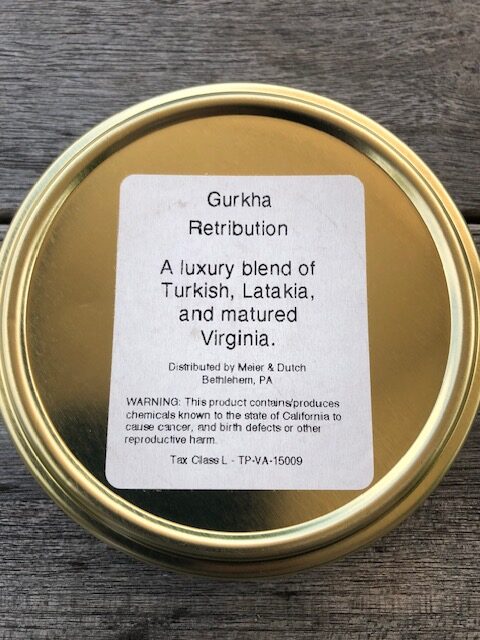 Gurkha
Retribution
A luxury blend of
Turkish, Latakia,
and matured
Virginia.
Distributed by Meier & Dutch
Bethlehem, PA
WARNING: This product contains/produces
chemicals known to the state of California to
cause cancer, and birth defects or other
reproductive harm.
Tax Class L - TP-VA-15009